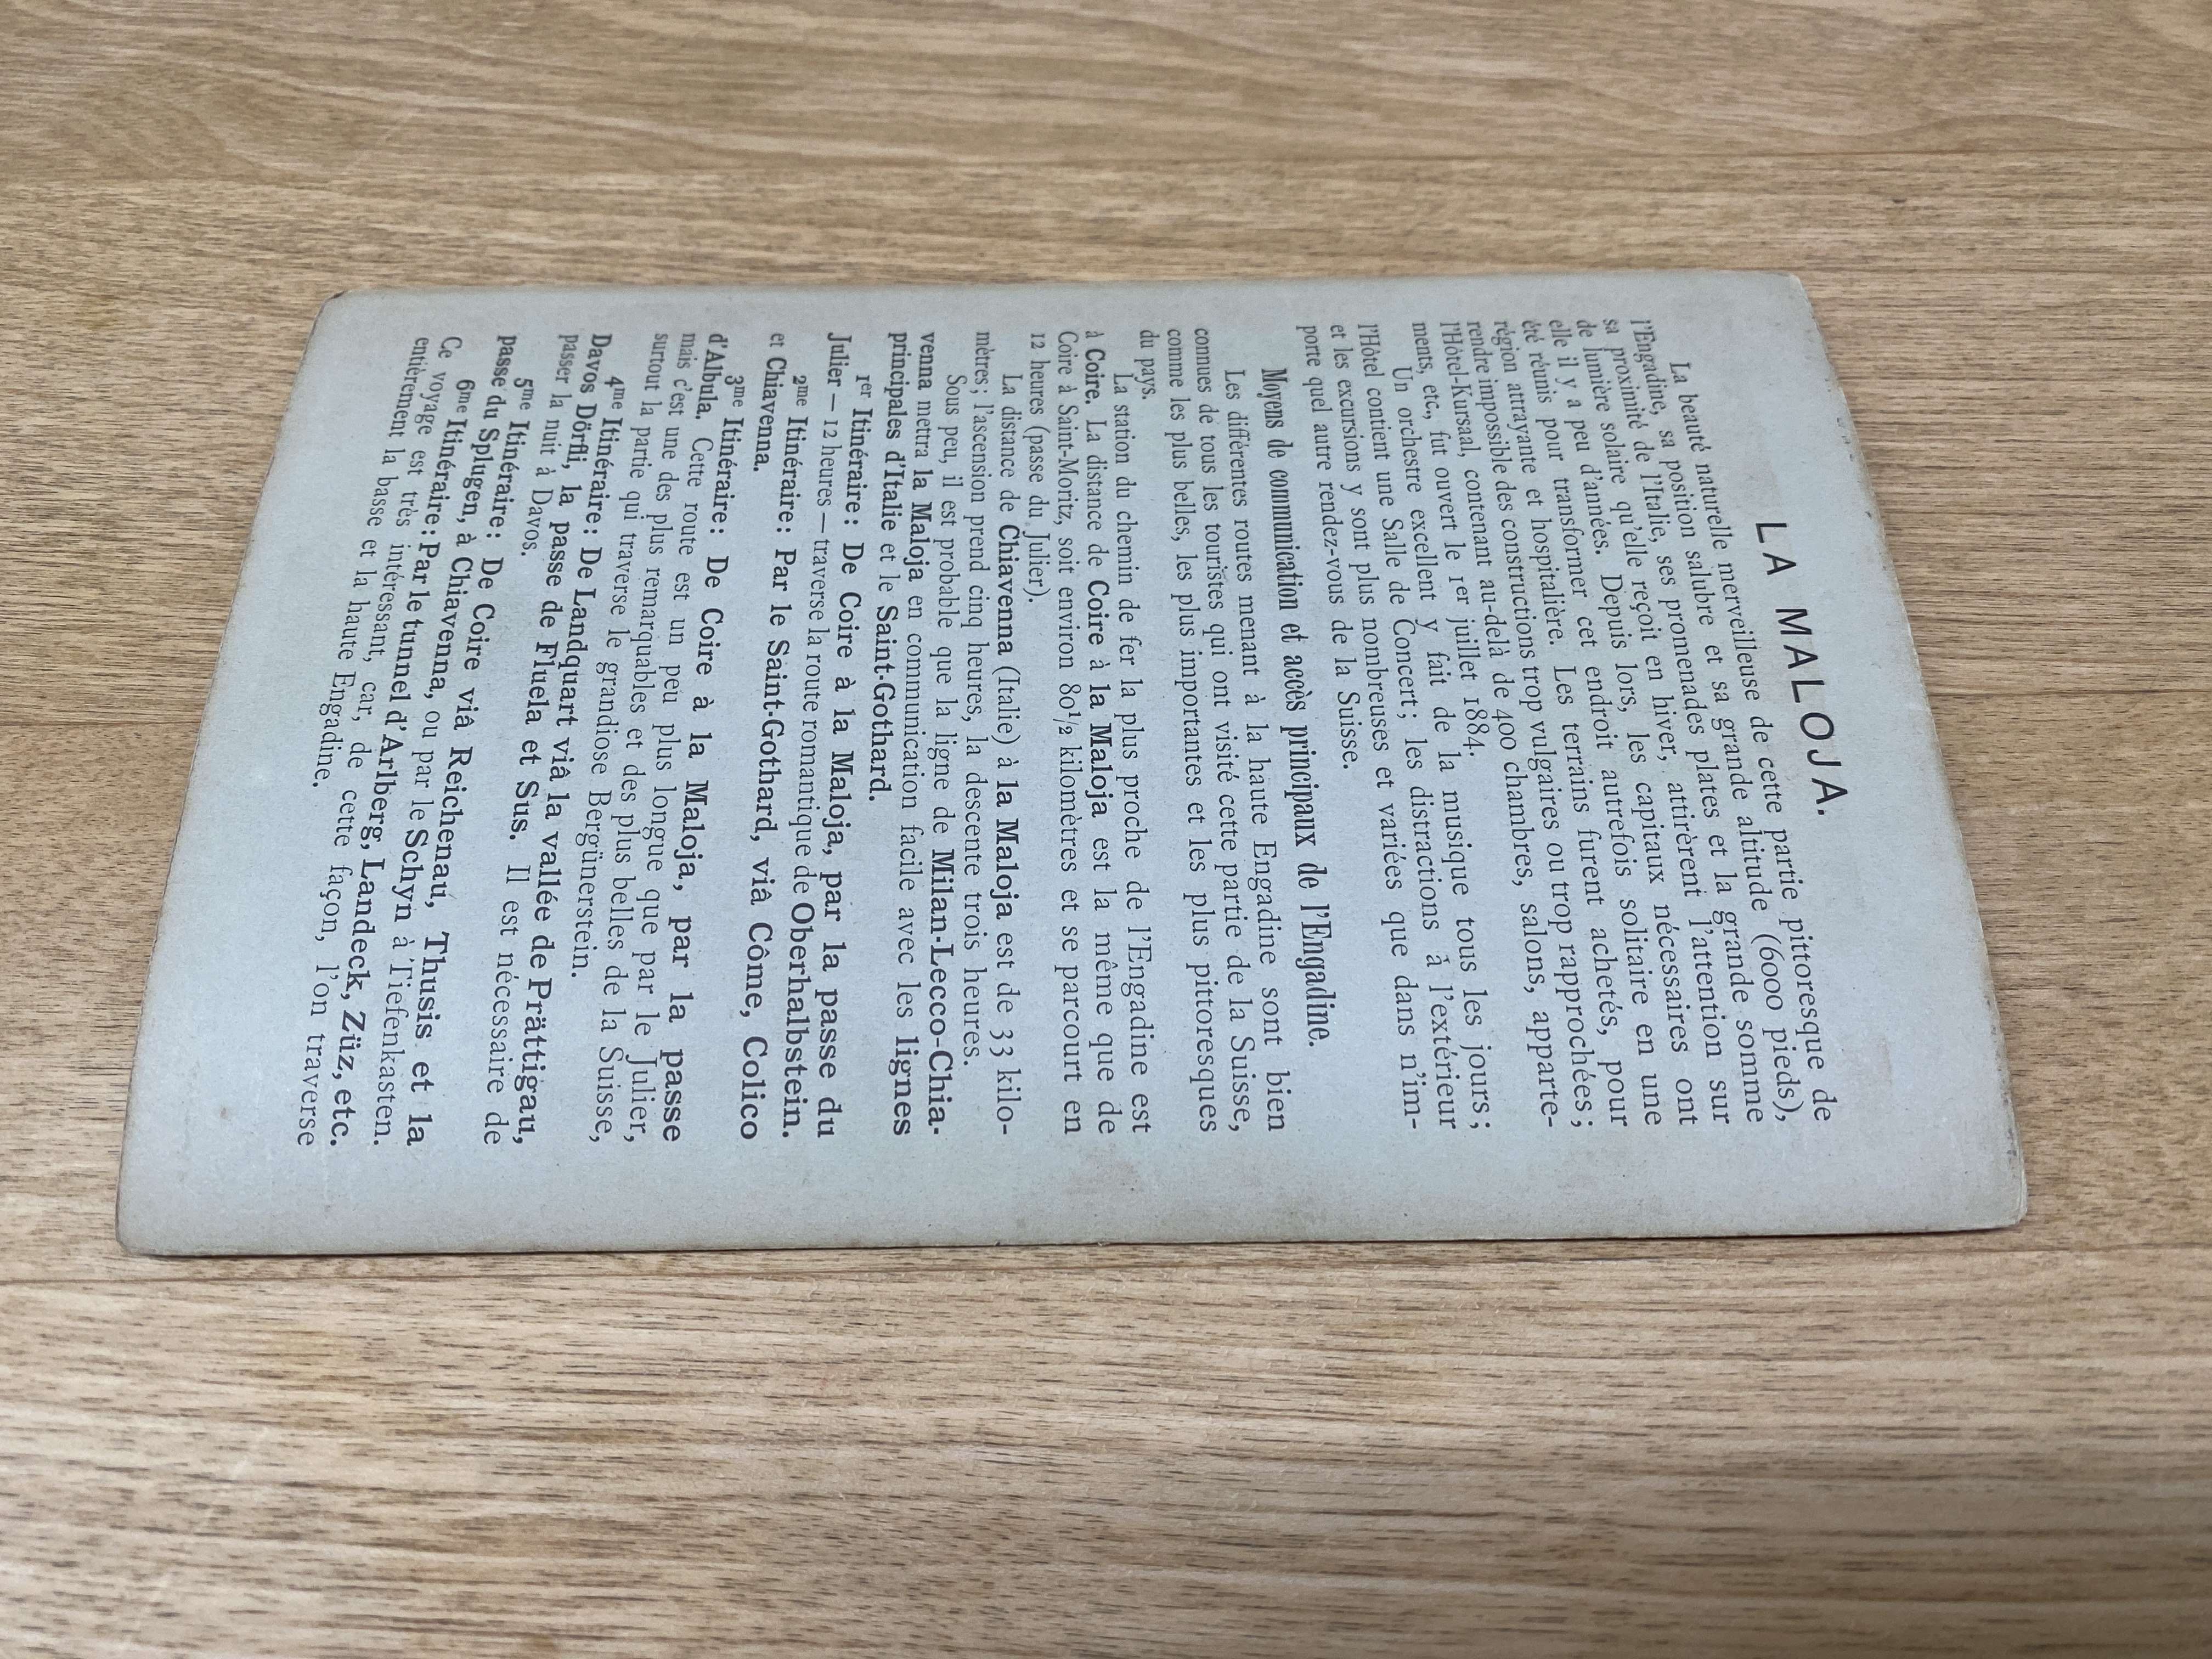 LA MALOJA.
La beauté naturelle merveilleuse de cette partie pittoresque de
l'Engadine, sa position salubre et sa grande altitude (6000 pieds),
sa proximité de l'Italie, ses promenades plates et la grande somme
de lumière solaire qu'elle reçoit en hiver, attirèrent l'attention sur
elle il y a peu d'années. Depuis lors, les capitaux nécessaires ont
été réunis pour transformer cet endroit autrefois solitaire en une
région attrayante et hospitalière. Les terrains furent achetés, pour
rendre impossible des constructions trop vulgaires ou trop rapprochées;
l'Hôtel-Kursaal, contenant au-delà de 400 chambres, salons, apparte-
ments, etc., fut ouvert le 1er juillet 1884.
Un orchestre excellent y fait de la musique tous les jours;
l'Hôtel contient une Salle de Concert; les distractions à l'extérieur
et les excursions y sont plus nombreuses et variées que dans n'im-
porte quel autre rendez-vous de la Suisse.
Moyens de communication et accès principaux de l'Engadine.
Les différentes routes menant à la haute Engadine sont bien
connues de tous les touristes qui ont visité cette partie de la Suisse,
comme les plus belles, les plus importantes et les plus pittoresques
du pays.
La station du chemin de fer la plus proche de l'Engadine est
à Coire. La distance de Coire à la Maloja est la même que de
Coire à Saint-Moritz, soit environ 80½ kilomètres et se parcourt en
12 heures (passe du Julier).
La distance de Chiavenna (Italie) à la Maloja est de 33 kilo-
mètres; l'ascension prend cinq heures, la descente trois heures.
Sous peu, il est probable que la ligne de Milan-Lecco-Chia-
venna mettra la Maloja en communication facile avec les lignes
principales d'Italie et le Saint-Gothard.
1er Itinéraire: De Coire à la Maloja, par la passe du
Julier — 12 heures — traverse la route romantique de Oberhalbstein.
2me Itinéraire: Par le Saint-Gothard, viâ Côme, Colico
et Chiavenna.
3me Itinéraire: De Coire à la Maloja, par la passe
d'Albula. Cette route est un peu plus longue que par le Julier,
mais c'est une des plus remarquables et des plus belles de la Suisse,
surtout la partie qui traverse le grandiose Bergünerstein.
4me Itinéraire: De Landquart viâ la vallée de Prättigau,
Davos Dörfli, la passe de Fluela et Sus. Il est nécessaire de
passer la nuit à Davos.
5me Itinéraire: De Coire viâ Reichenau, Thusis et la
passe du Splugen, à Chiavenna, ou par le Schyn à Tiefenkasten.
6me Itinéraire: Par le tunnel d'Arlberg, Landeck, Züz, etc.
Ce voyage est très intéressant, car, de cette façon, l'on traverse
entièrement la basse et la haute Engadine.